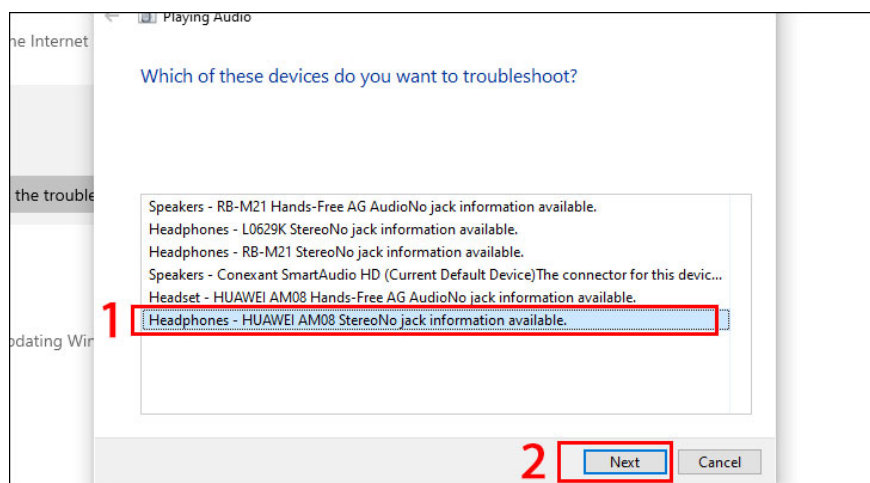 Playing Audio
he Internet
Which of these devices do you want to troubleshoot?
the trouble
Speakers - RB-M21 Hands-Free AG AudioNo jack information available.
Headphones - L0629K StereoNo jack information available.
Headphones - RB-M21 StereoNo jack information available.
Speakers - Conexant SmartAudio HD (Current Default Device)The connector for this devic...
Headset - HUAWEI AM08 Hands-Free AG AudioNo jack information available.
1
Headphones - HUAWEI AM08 StereoNo jack information available.
pdating Win
2
Next
Cancel